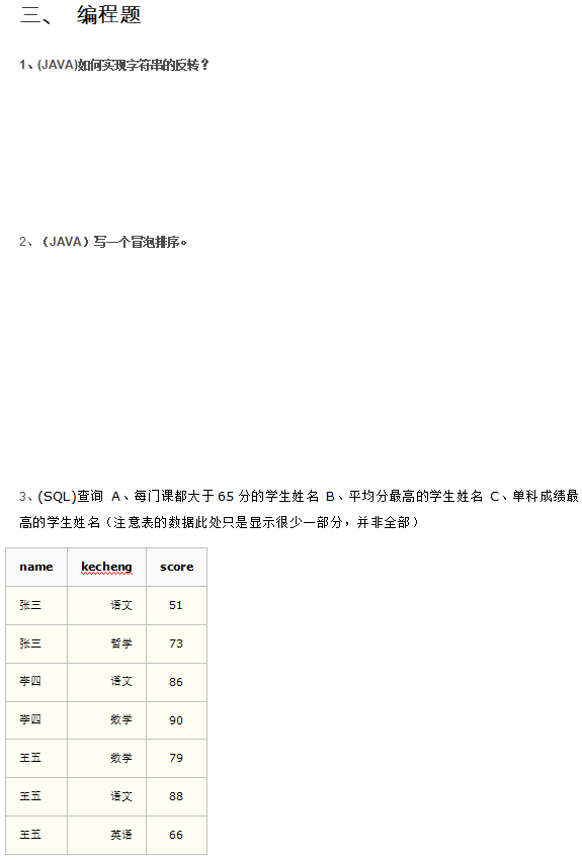 三、 编程题
1、(JAVA)如何实现字符串的反转？
2、（JAVA）写一个冒泡排序。
3、(SQL)查询 A、每门课都大于 65 分的学生姓名 B、平均分最高的学生姓名 C、单科成绩最
高的学生姓名（注意表的数据此处只是显示很少一部分，并非全部）
name kecheng score
张三 语文 51
张三 哲学 73
李四 语文 86
李四 数学 90
王五 数学 79
王五 语文 88
王五 英语 66